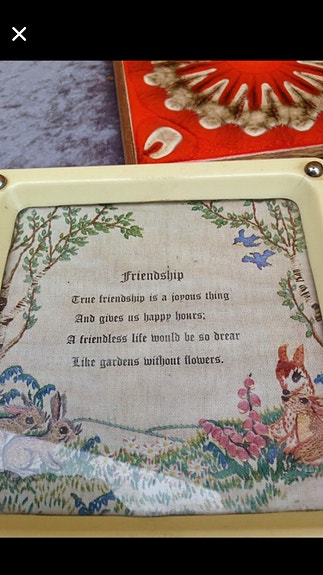 Friendship
True friendship is a joyous thing
And gives us happy hours;
A friendless life would be so drear
Like gardens without flowers.